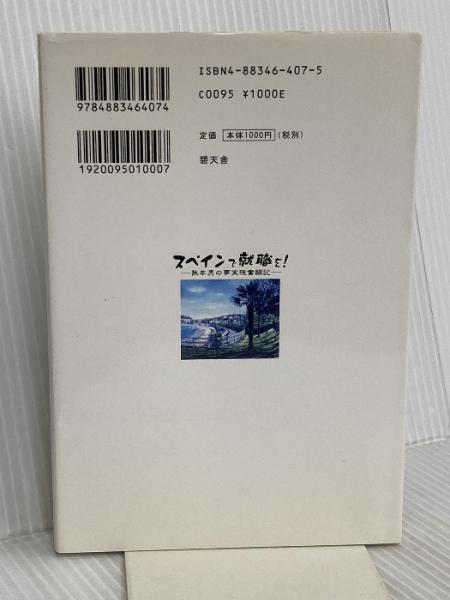 ISBN4-88346-407-5
9784883464074
C0095 ¥1000E
定価 本体1000円 (税別)
1920095010007
碧天舎
スペインで就職を!
―熟年男の夢実現奮闘記―